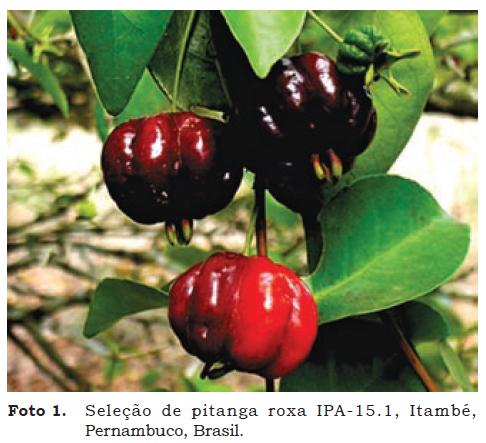 Foto 1. Seleção de pitanga roxa IPA-15.1, Itambé,
Pernambuco, Brasil.